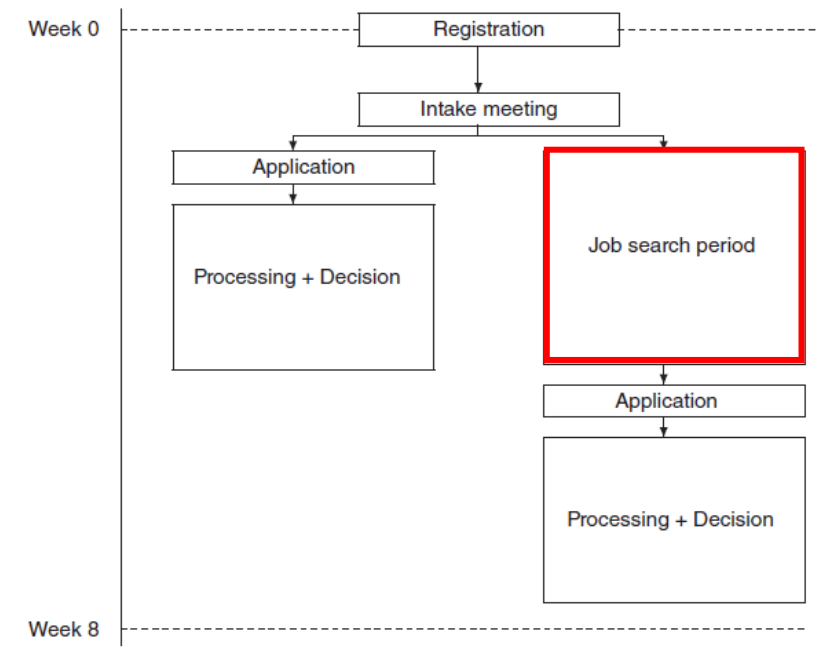 Week 0
Registration
Intake meeting
Application
Processing + Decision
Job search period
Application
Processing + Decision
Week 8